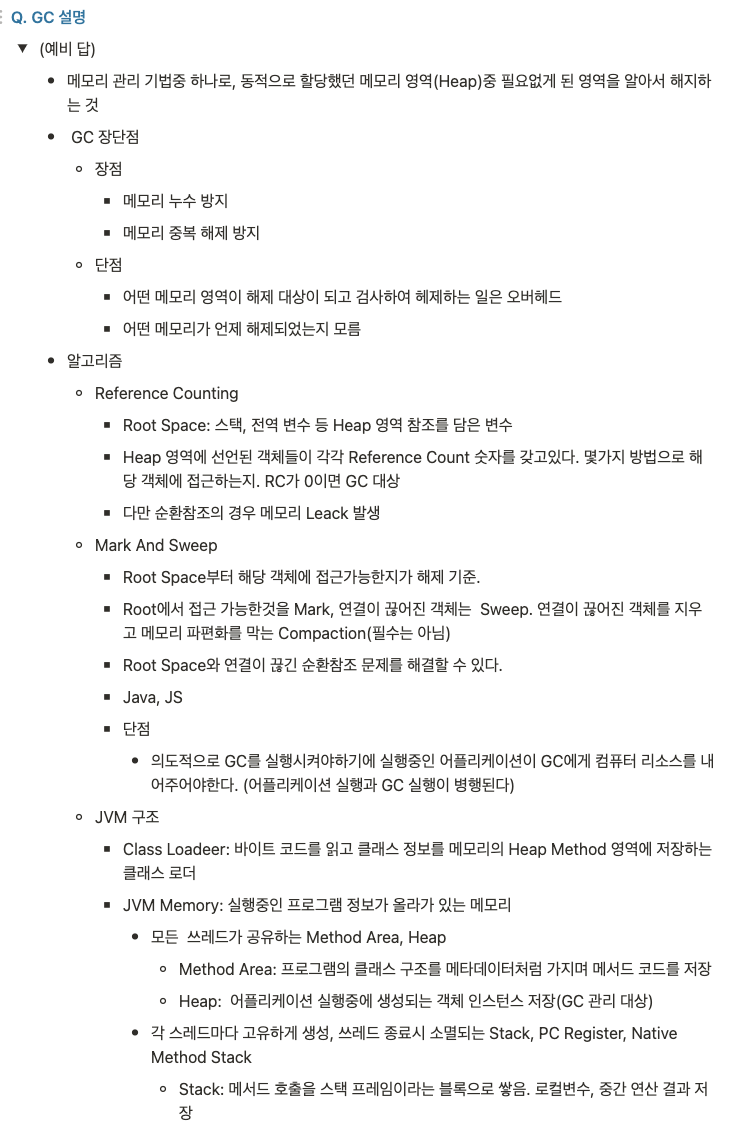 Q. GC 설명
(예비 답)
메모리 관리 기법중 하나로, 동적으로 할당했던 메모리 영역(Heap)중 필요없게 된 영역을 알아서 해지하
는 것
GC 장단점
장점
메모리 누수 방지
메모리 중복 해제 방지
단점
어떤 메모리 영역이 해제 대상이 되고 검사하여 헤제하는 일은 오버헤드
어떤 메모리가 언제 해제되었는지 모름
알고리즘
Reference Counting
Root Space: 스택, 전역 변수 등 Heap 영역 참조를 담은 변수
Heap 영역에 선언된 객체들이 각각 Reference Count 숫자를 갖고있다. 몇가지 방법으로 해
당 객체에 접근하는지. RC가 0이면 GC 대상
다만 순환참조의 경우 메모리 Leack 발생
Mark And Sweep
Root Space부터 해당 객체에 접근가능한지가 해제 기준.
Root에서 접근 가능한것을 Mark, 연결이 끊어진 객체는  Sweep. 연결이 끊어진 객체를 지우
고 메모리 파편화를 막는 Compaction(필수는 아님)
Root Space와 연결이 끊긴 순환참조 문제를 해결할 수 있다.
Java, JS
단점
의도적으로 GC를 실행시켜야하기에 실행중인 어플리케이션이 GC에게 컴퓨터 리소스를 내
어주어야한다. (어플리케이션 실행과 GC 실행이 병행된다)
JVM 구조
Class Loadeer: 바이트 코드를 읽고 클래스 정보를 메모리의 Heap Method 영역에 저장하는
클래스 로더
JVM Memory: 실행중인 프로그램 정보가 올라가 있는 메모리
모든  쓰레드가 공유하는 Method Area, Heap
Method Area: 프로그램의 클래스 구조를 메타데이터처럼 가지며 메서드 코드를 저장
Heap:  어플리케이션 실행중에 생성되는 객체 인스턴스 저장(GC 관리 대상)
각 스레드마다 고유하게 생성, 쓰레드 종료시 소멸되는 Stack, PC Register, Native
Method Stack
Stack: 메서드 호출을 스택 프레임이라는 블록으로 쌓음. 로컬변수, 중간 연산 결과 저
장